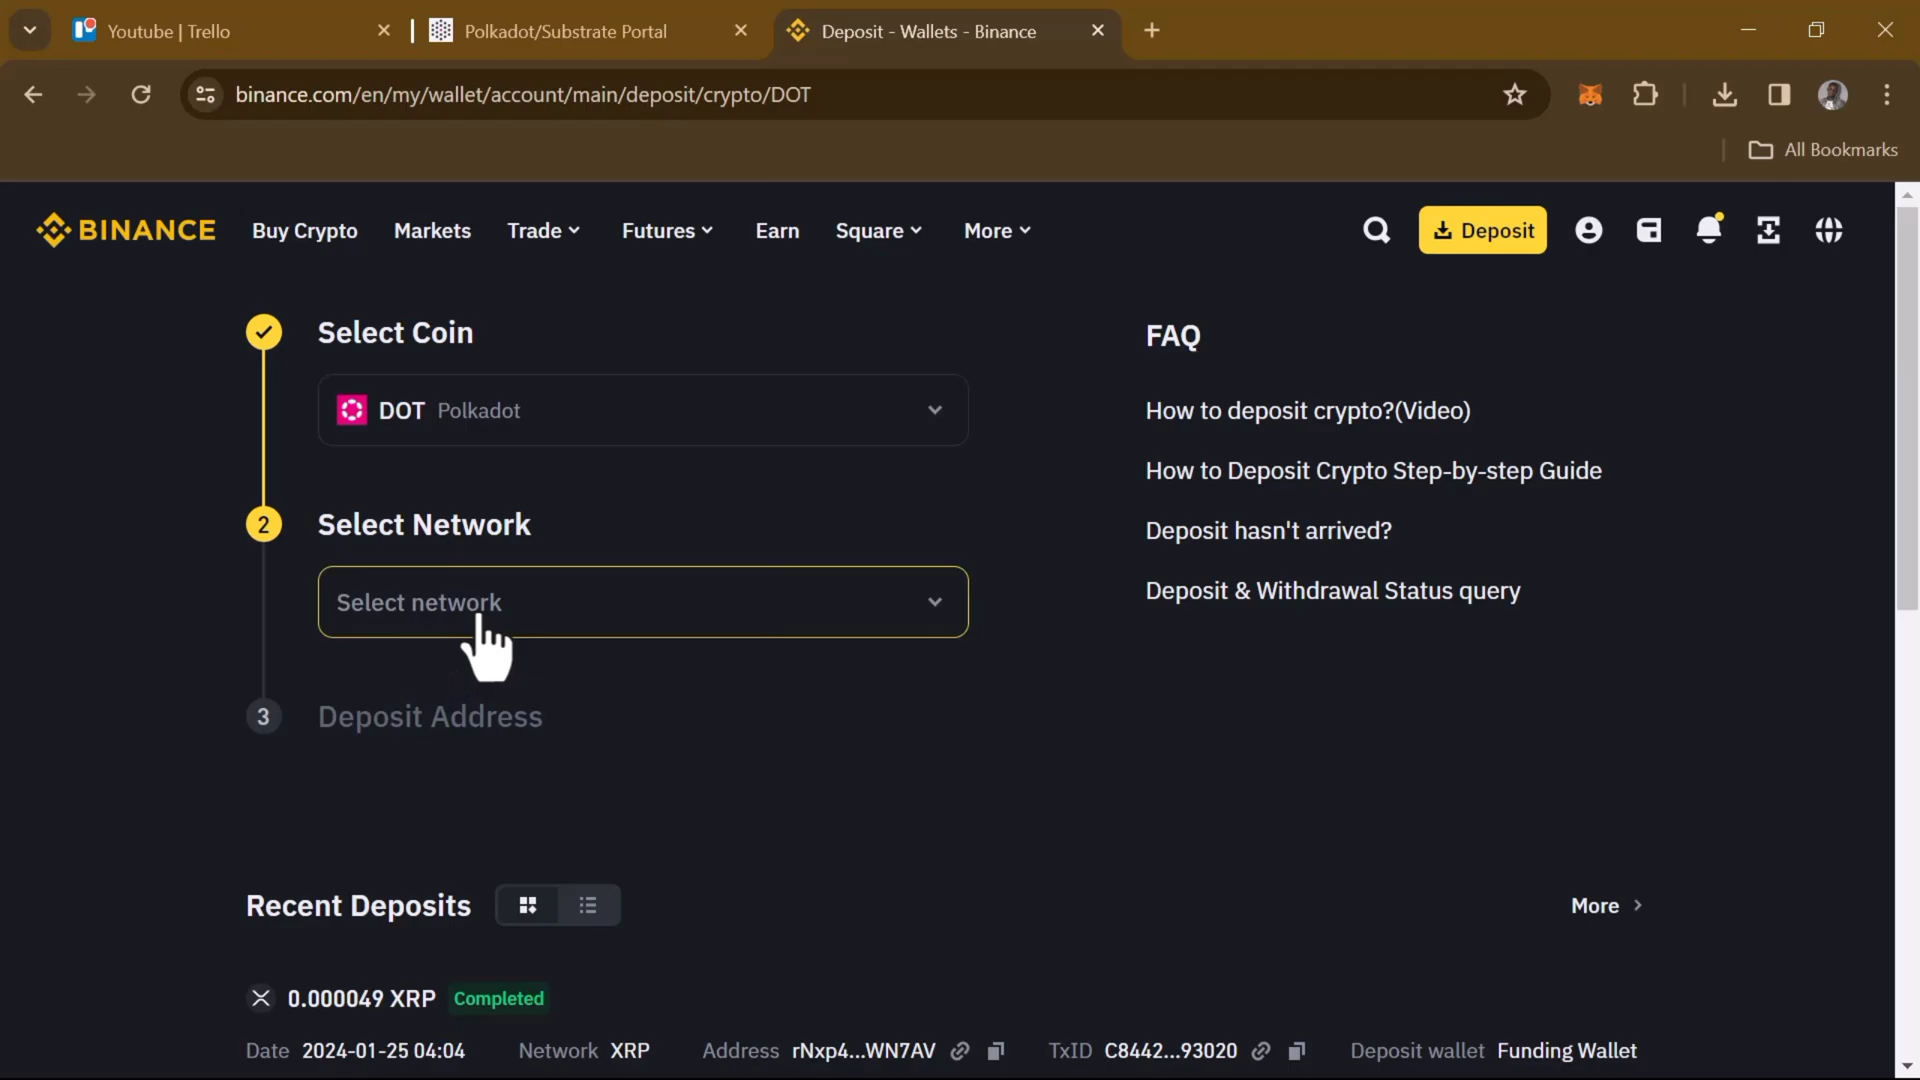 Youtube | Trello
Polkadot/Substrate Portal
Deposit - Wallets - Binance
binance.com/en/my/wallet/account/main/deposit/crypto/DOT
All Bookmarks
BINANCE Buy Crypto Markets Trade Futures Earn Square More Deposit
Select Coin
DOT Polkadot
2 Select Network
Select network
3 Deposit Address
FAQ
How to deposit crypto?(Video)
How to Deposit Crypto Step-by-step Guide
Deposit hasn't arrived?
Deposit & Withdrawal Status query
Recent Deposits More
0.000049 XRP Completed
Date 2024-01-25 04:04 Network XRP Address rNxp4...WN7AV TxID C8442...93020 Deposit wallet Funding Wallet